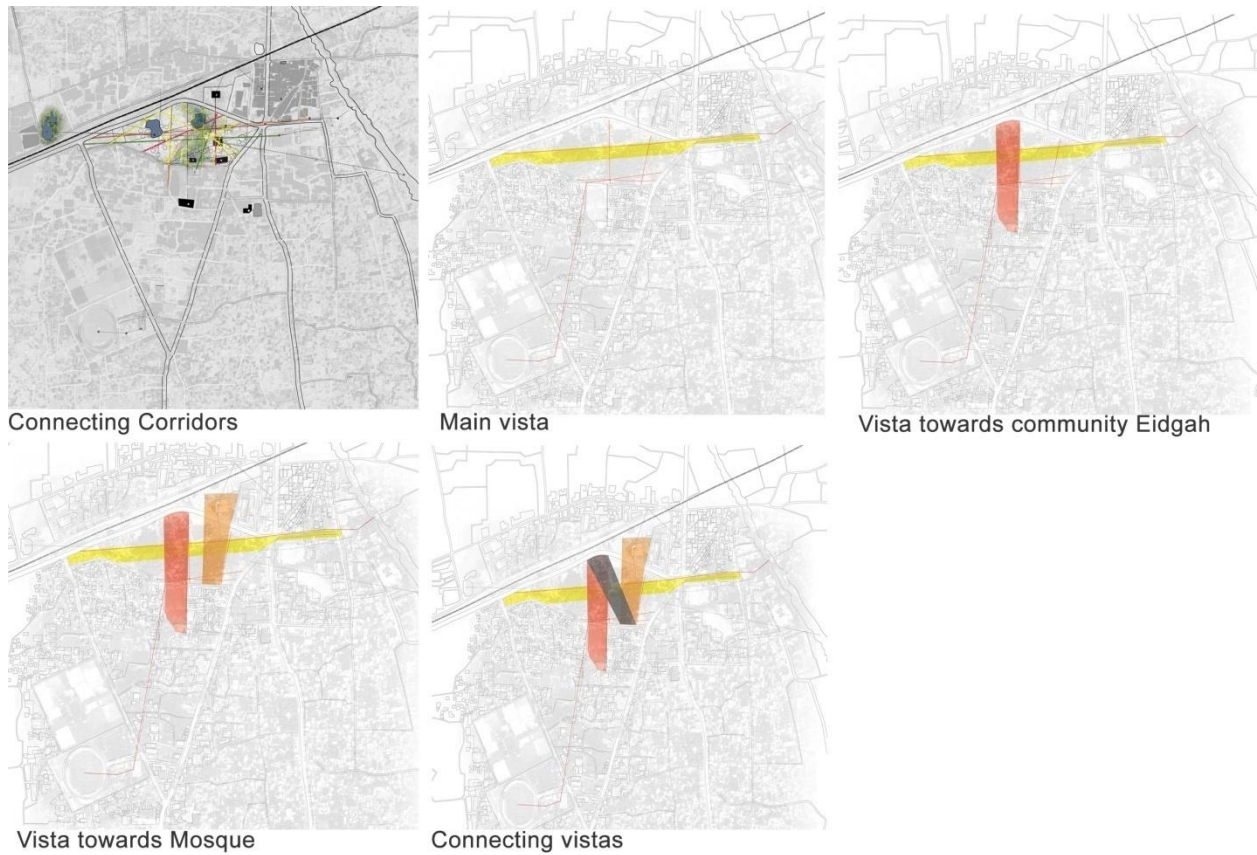 Connecting Corridors
Main vista
Vista towards community Eidgah
Vista towards Mosque
Connecting vistas